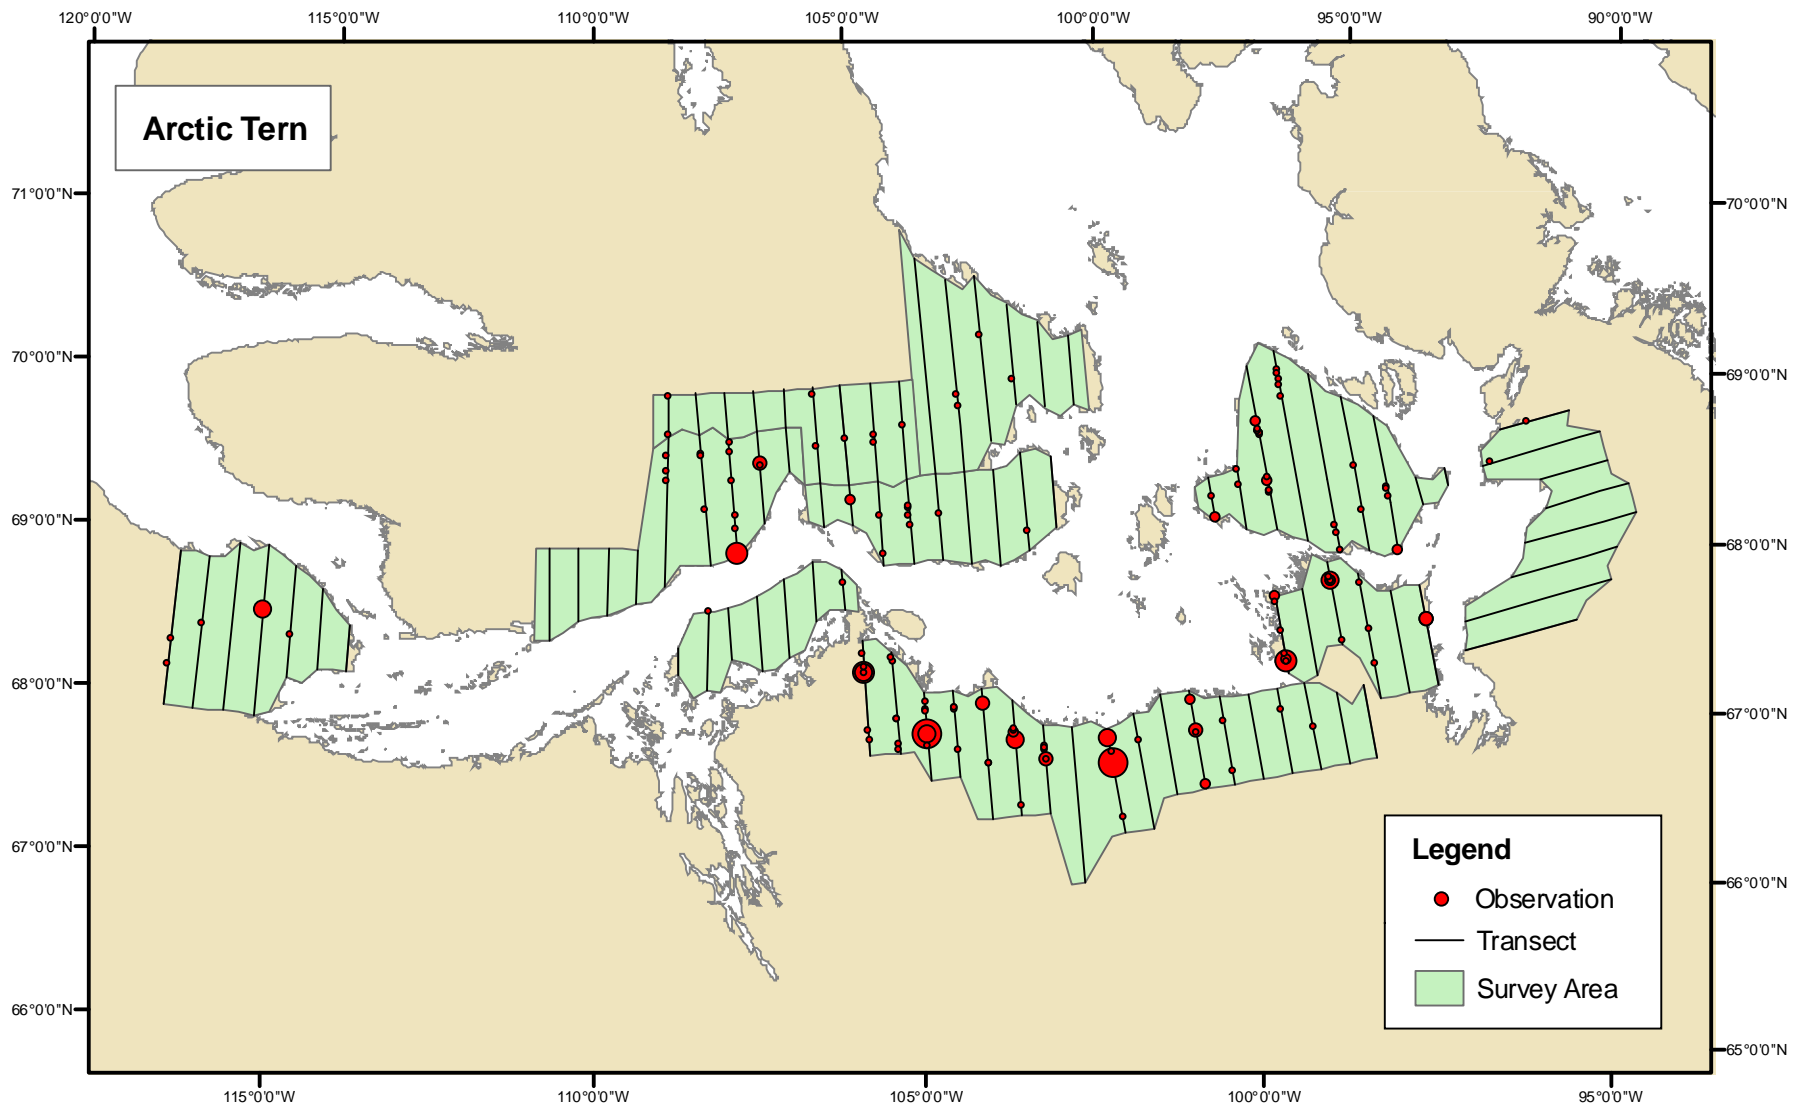 120°0'0"W 115°0'0"W 110°0'0"W 105°0'0"W 100°0'0"W 95°0'0"W 90°0'0"W
Arctic Tern
71°0'0"N
70°0'0"N
70°0'0"N
69°0'0"N
69°0'0"N
68°0'0"N
68°0'0"N
67°0'0"N
67°0'0"N
66°0'0"N
66°0'0"N
65°0'0"N
Legend
Observation
Transect
Survey Area
115°0'0"W 110°0'0"W 105°0'0"W 100°0'0"W 95°0'0"W